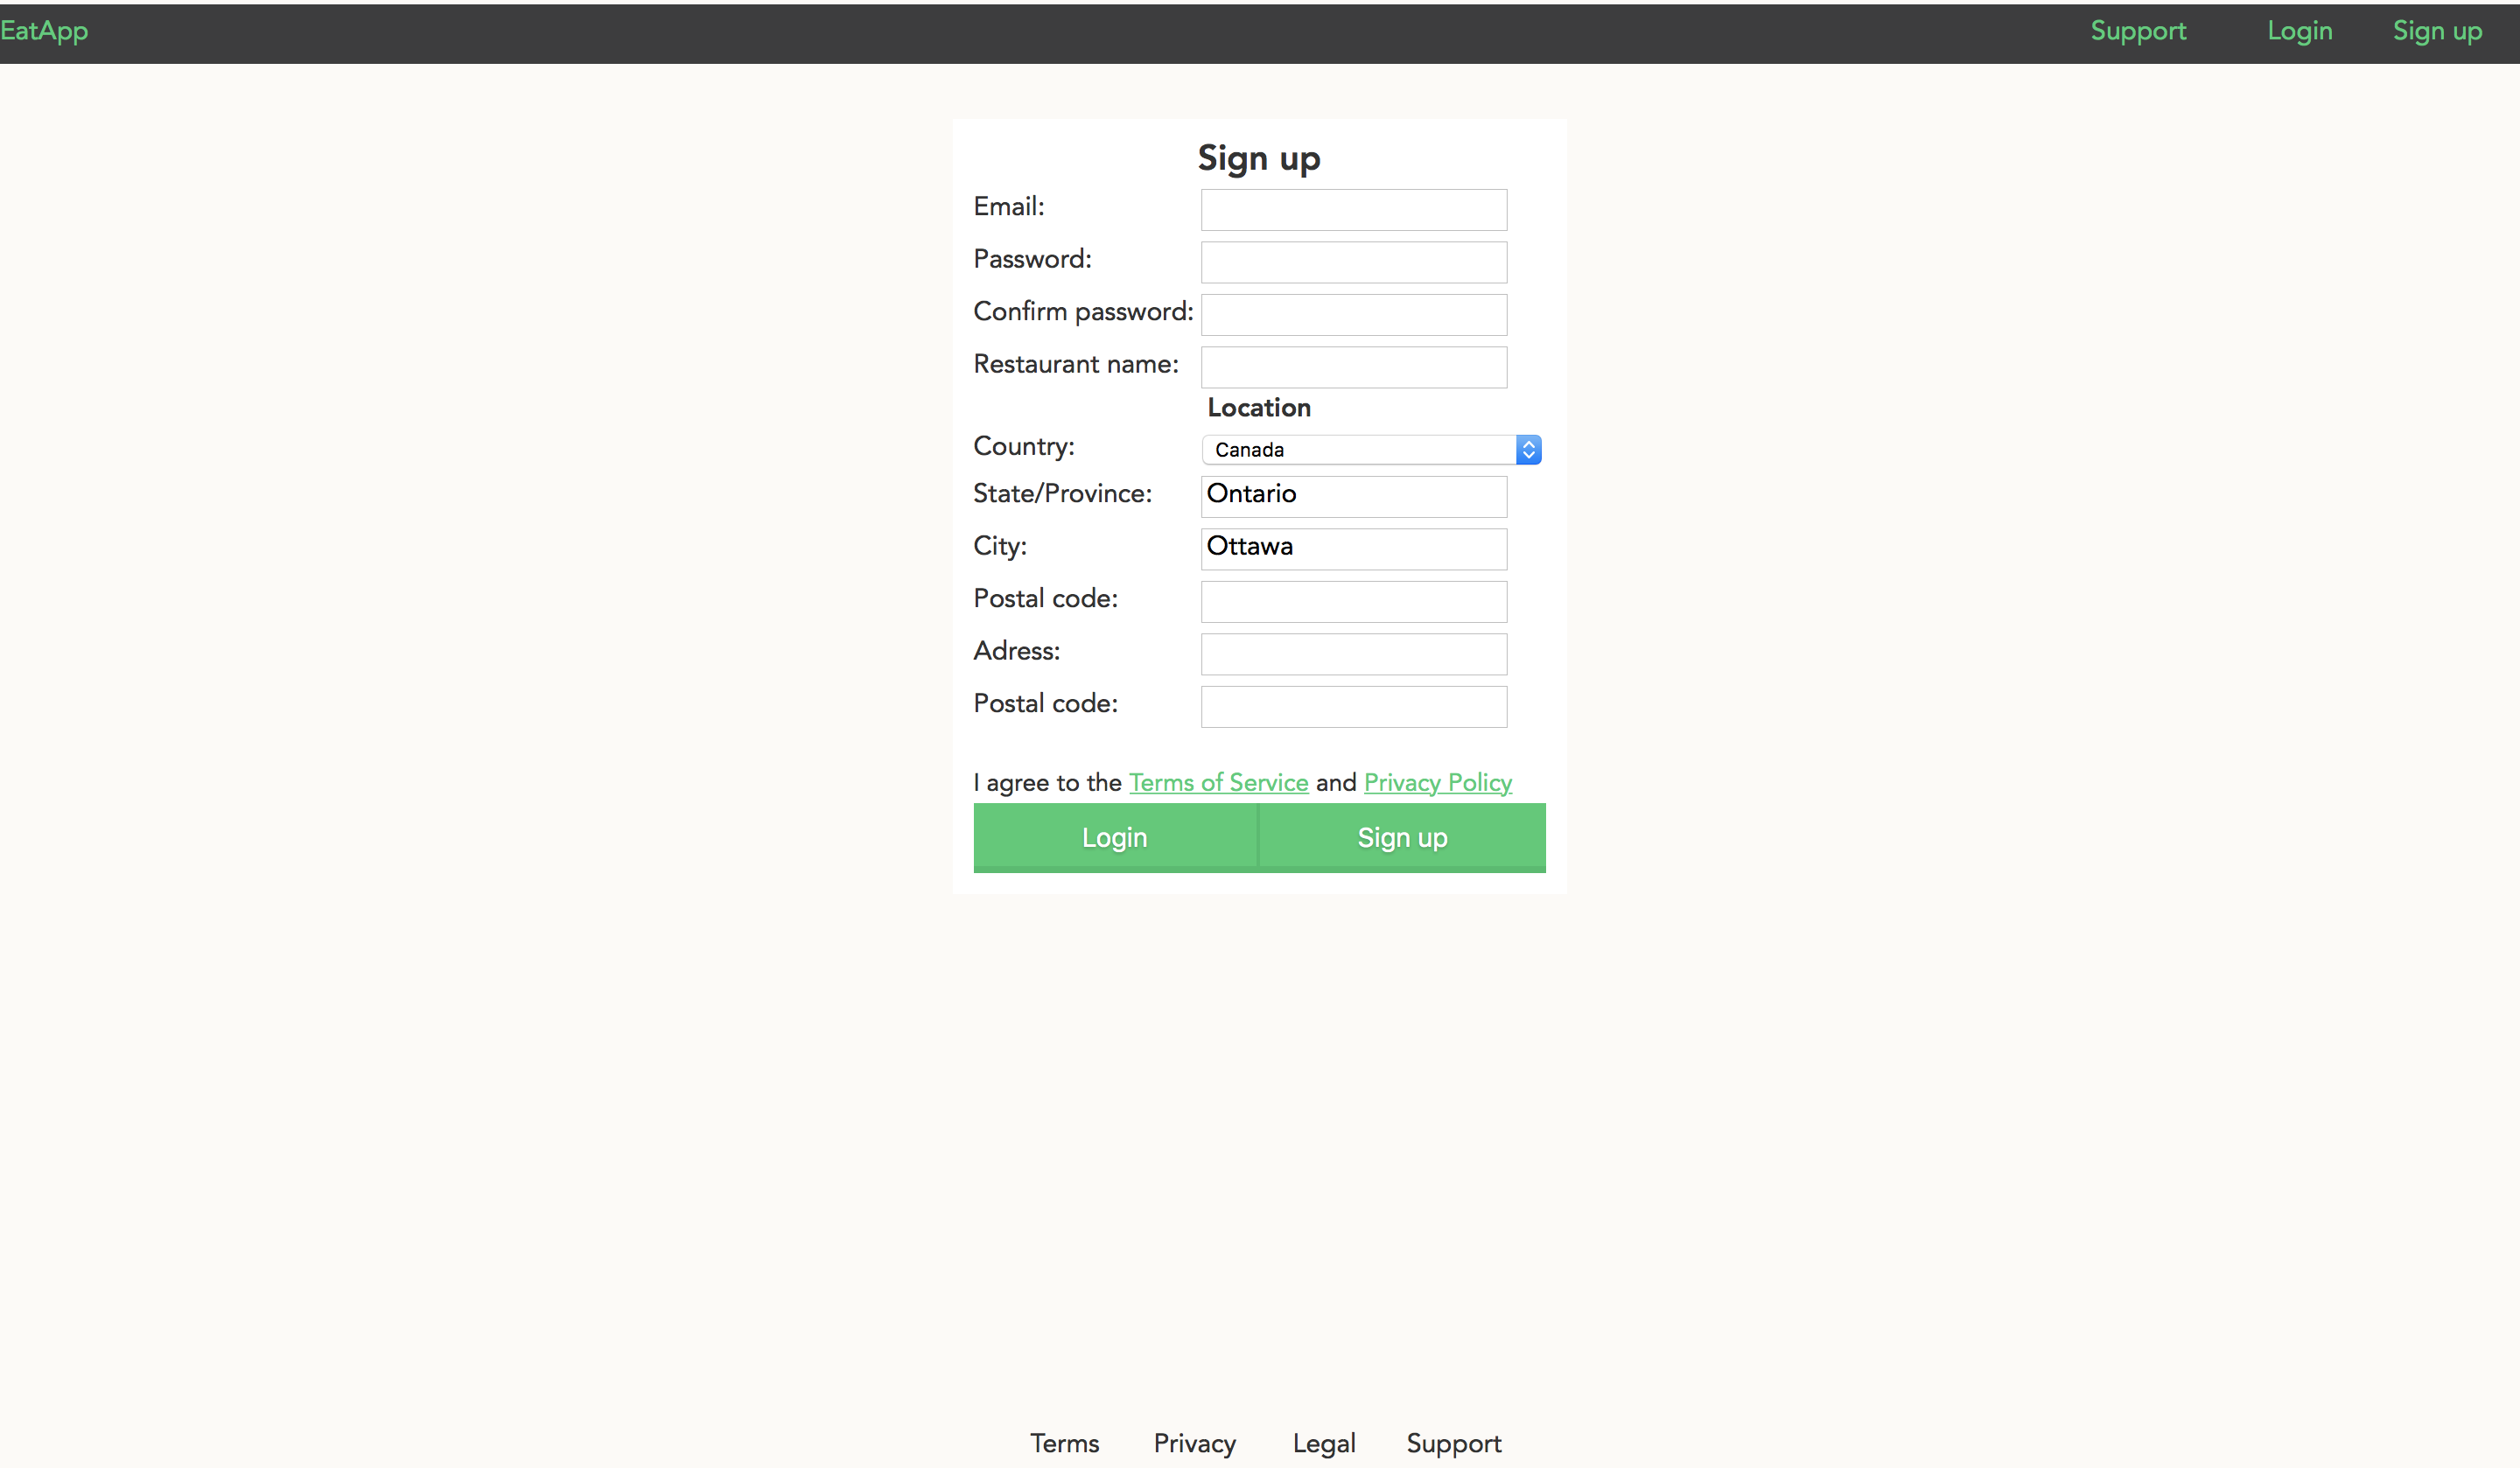 EatApp Support Login Sign up
Sign up
Email:
Password:
Confirm password:
Restaurant name:
Location
Country: Canada
State/Province: Ontario
City: Ottawa
Postal code:
Adress:
Postal code:
I agree to the Terms of Service and Privacy Policy
Login Sign up
Terms Privacy Legal Support